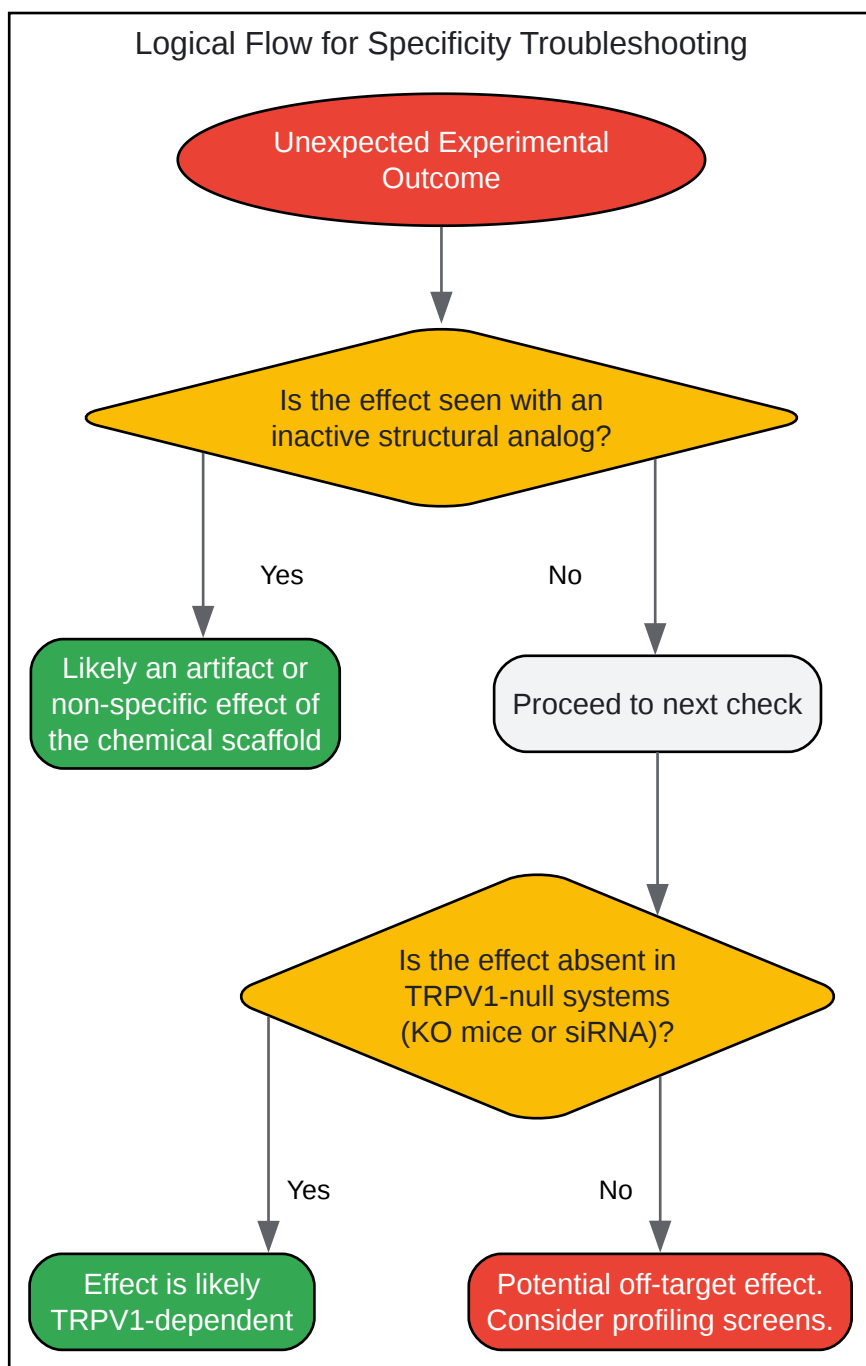 Logical Flow for Specificity Troubleshooting
Unexpected Experimental
Outcome
Is the effect seen with an
inactive structural analog?
Yes
No
Likely an artifact or
non-specific effect of
the chemical scaffold
Proceed to next check
Is the effect absent in
TRPV1-null systems
(KO mice or siRNA)?
Yes
No
Effect is likely
TRPV1-dependent
Potential off-target effect.
Consider profiling screens.